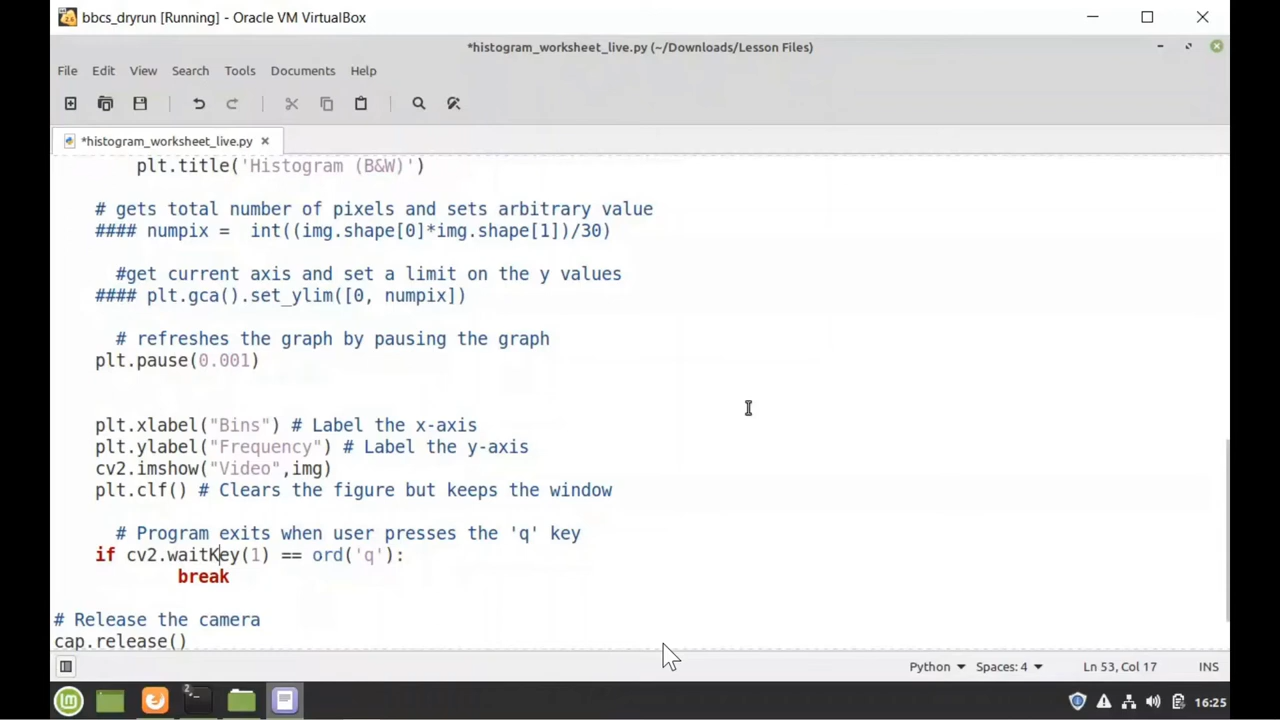 bbcs_dryrun [Running] - Oracle VM VirtualBox
*histogram_worksheet_live.py (~/Downloads/Lesson Files)
File Edit View Search Tools Documents Help
*histogram_worksheet_live.py
plt.title('Histogram (B&W)')
# gets total number of pixels and sets arbitrary value
#### numpix =  int((img.shape[0]*img.shape[1])/30)
#get current axis and set a limit on the y values
#### plt.gca().set_ylim([0, numpix])
# refreshes the graph by pausing the graph
plt.pause(0.001)
plt.xlabel("Bins") # Label the x-axis
plt.ylabel("Frequency") # Label the y-axis
cv2.imshow("Video",img)
plt.clf() # Clears the figure but keeps the window
# Program exits when user presses the 'q' key
if cv2.waitKey(1) == ord('q'):
break
# Release the camera
cap.release()
Python Spaces: 4 Ln 53, Col 17 INS
2
16:25